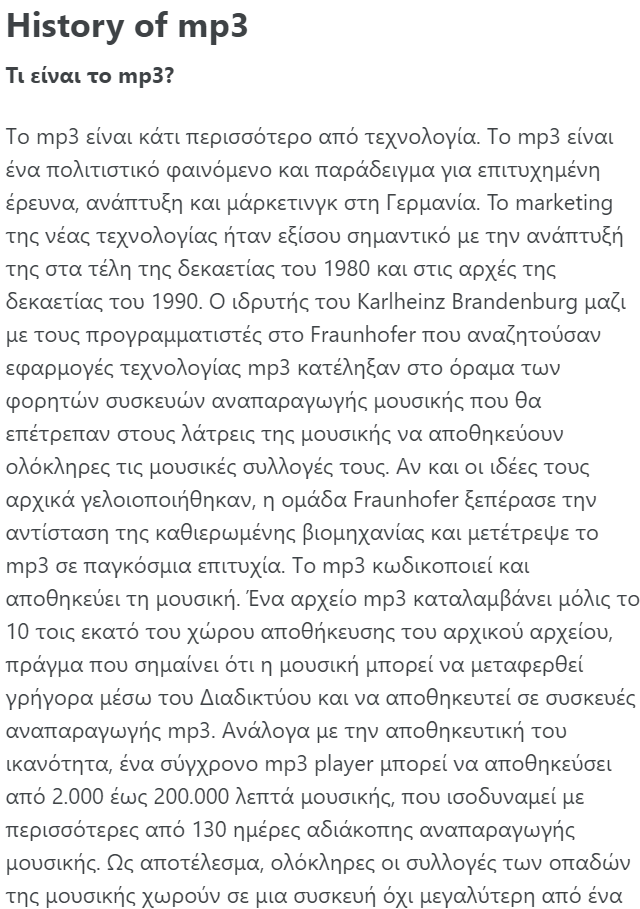 History of mp3
Τι είναι το mp3?
Το mp3 είναι κάτι περισσότερο από τεχνολογία. Το mp3 είναι
ένα πολιτιστικό φαινόμενο και παράδειγμα για επιτυχημένη
έρευνα, ανάπτυξη και μάρκετινγκ στη Γερμανία. Το marketing
της νέας τεχνολογίας ήταν εξίσου σημαντικό με την ανάπτυξή
της στα τέλη της δεκαετίας του 1980 και στις αρχές της
δεκαετίας του 1990. Ο ιδρυτής του Karlheinz Brandenburg μαζι
με τους προγραμματιστές στο Fraunhofer που αναζητούσαν
εφαρμογές τεχνολογίας mp3 κατέληξαν στο όραμα των
φορητών συσκευών αναπαραγωγής μουσικής που θα
επέτρεπαν στους λάτρεις της μουσικής να αποθηκεύουν
ολόκληρες τις μουσικές συλλογές τους. Αν και οι ιδέες τους
αρχικά γελοιοποιήθηκαν, η ομάδα Fraunhofer ξεπέρασε την
αντίσταση της καθιερωμένης βιομηχανίας και μετέτρεψε το
mp3 σε παγκόσμια επιτυχία. Το mp3 κωδικοποιεί και
αποθηκεύει τη μουσική. Ένα αρχείο mp3 καταλαμβάνει μόλις το
10 τοις εκατό του χώρου αποθήκευσης του αρχικού αρχείου,
πράγμα που σημαίνει ότι η μουσική μπορεί να μεταφερθεί
γρήγορα μέσω του Διαδικτύου και να αποθηκευτεί σε συσκευές
αναπαραγωγής mp3. Ανάλογα με την αποθηκευτική του
ικανότητα, ένα σύγχρονο mp3 player μπορεί να αποθηκεύσει
από 2.000 έως 200.000 λεπτά μουσικής, που ισοδυναμεί με
περισσότερες από 130 ημέρες αδιάκοπης αναπαραγωγής
μουσικής. Ως αποτέλεσμα, ολόκληρες οι συλλογές των οπαδών
της μουσικής χωρούν σε μια συσκευή όχι μεγαλύτερη από ένα